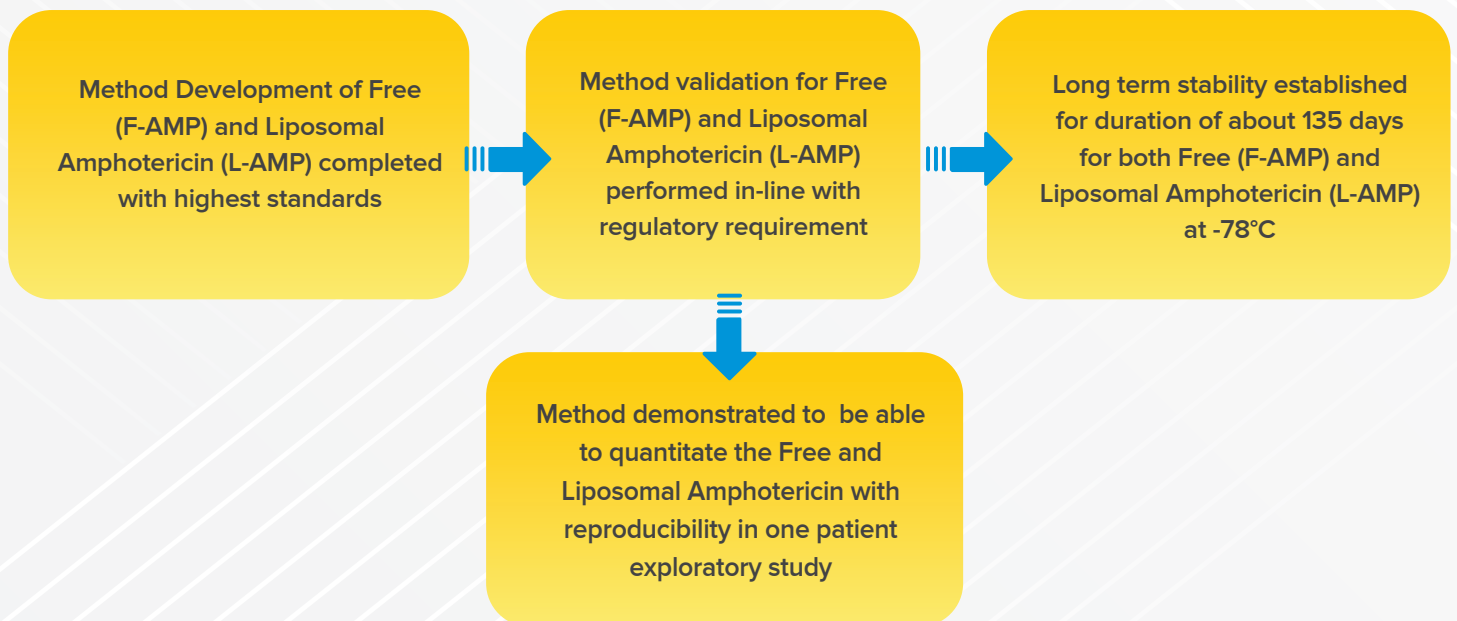 Method Development of Free
(F-AMP) and Liposomal
Amphotericin (L-AMP) completed
with highest standards
Method validation for Free
(F-AMP) and Liposomal
Amphotericin (L-AMP)
performed in-line with
regulatory requirement
Long term stability established
for duration of about 135 days
for both Free (F-AMP) and
Liposomal Amphotericin (L-AMP)
at -78°C
Method demonstrated to  be able
to quantitate the Free and
Liposomal Amphotericin with
reproducibility in one patient
exploratory study